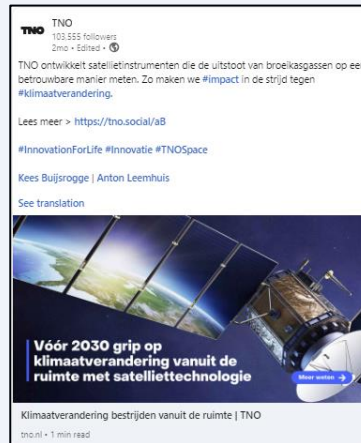 TNO
TNO
103.555 followers
2mo • Edited •
TNO ontwikkelt satellietinstrumenten die de uitstoot van broeikasgassen op een
betrouwbare manier meten. Zo maken we #impact in de strijd tegen
#klimaatverandering.
Lees meer > https://tno.social/aB
#InnovationForLife #Innovatie #TNOSpace
Kees Buijsrogge | Anton Leemhuis
See translation
Vóór 2030 grip op
klimaatverandering vanuit de
ruimte met satelliettechnologie
Meer weten →
Klimaatverandering bestrijden vanuit de ruimte | TNO
tno.nl • 1 min read